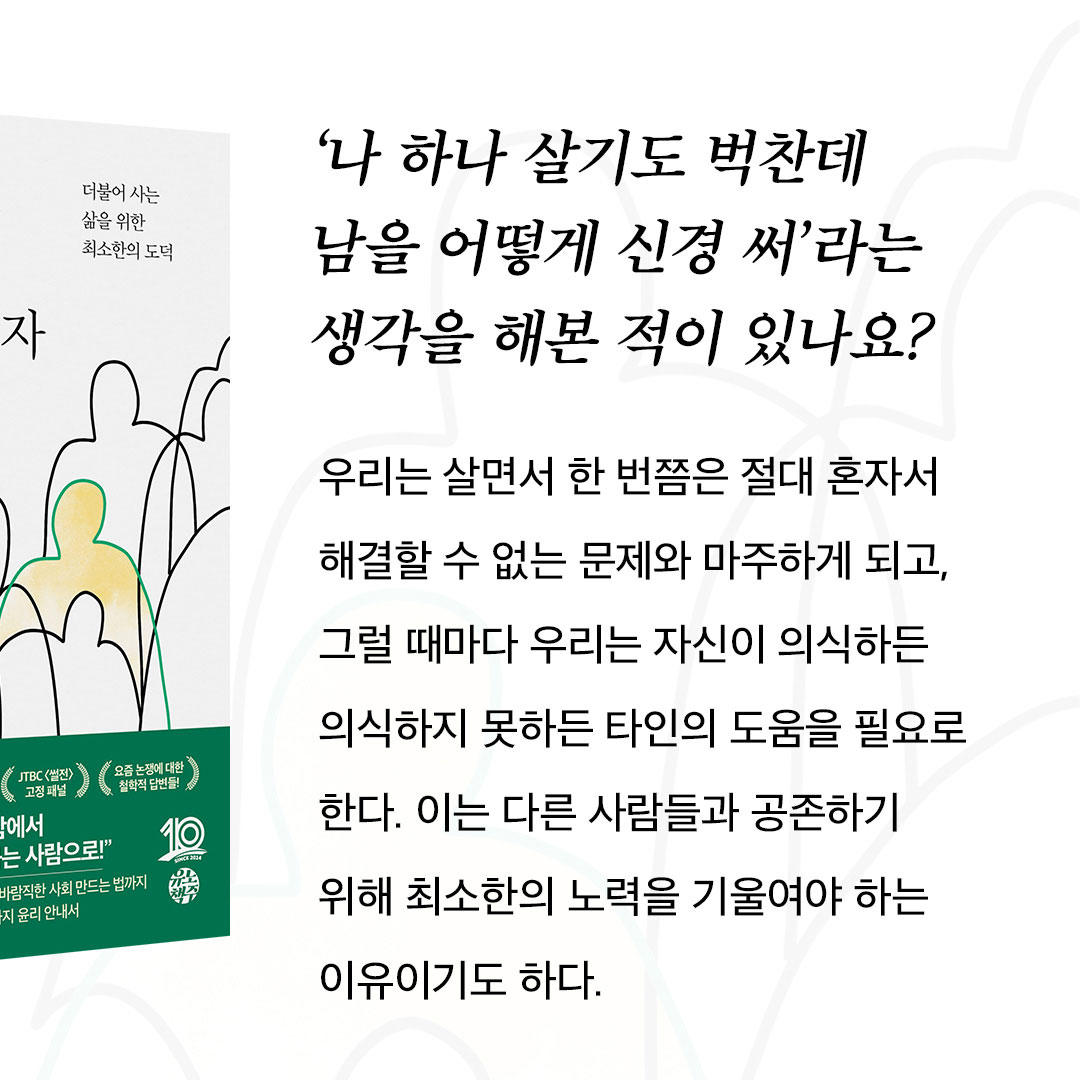 더불어 사는
삶을 위한
최소한의 도덕
자
JTBC 〈썰전〉
고정 패널
요즘 논쟁에 대한
철학적 답변들!
에서
는 사람으로!”
바람직한 사회 만드는 법까지
지 윤리 안내서
10
SINCE 2014
유노
책주
‘나 하나 살기도 벅찬데
남을 어떻게 신경 써’라는
생각을 해본 적이 있나요?
우리는 살면서 한 번쯤은 절대 혼자서
해결할 수 없는 문제와 마주하게 되고,
그럴 때마다 우리는 자신이 의식하든
의식하지 못하든 타인의 도움을 필요로
한다. 이는 다른 사람들과 공존하기
위해 최소한의 노력을 기울여야 하는
이유이기도 하다.